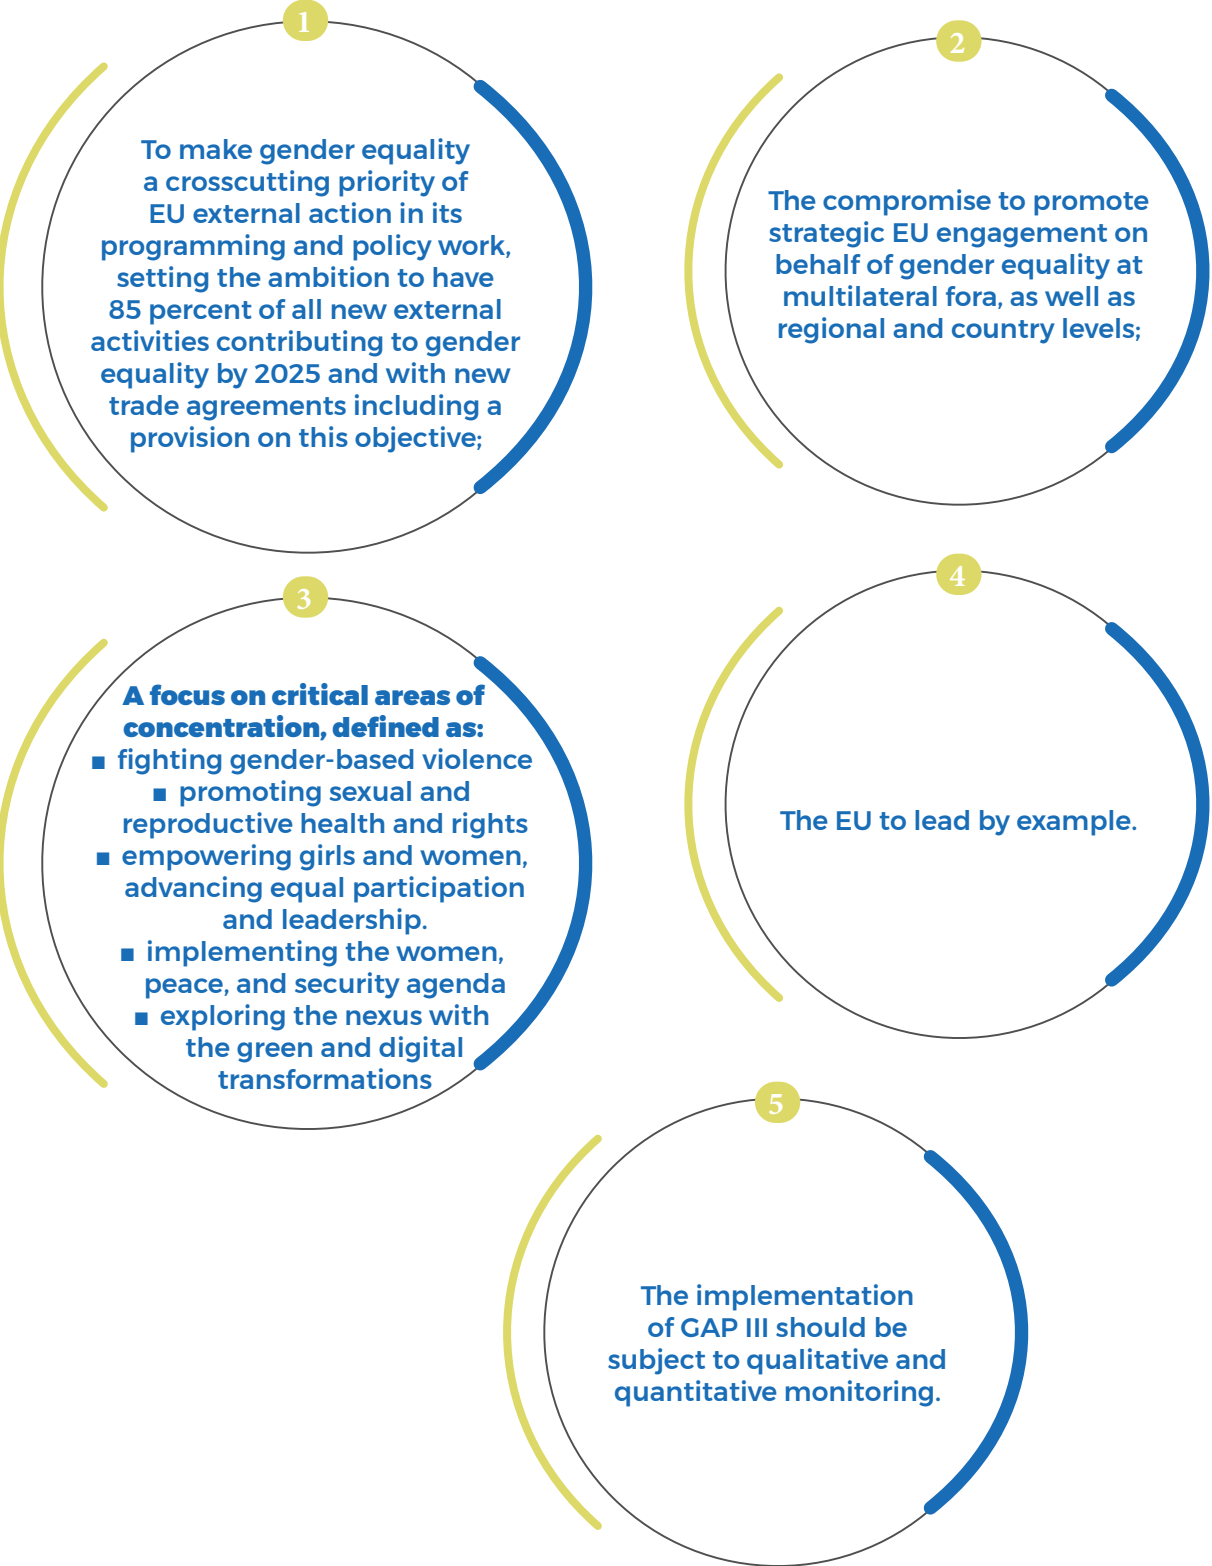 1
To make gender equality
a crosscutting priority of
EU external action in its
programming and policy work,
setting the ambition to have
85 percent of all new external
activities contributing to gender
equality by 2025 and with new
trade agreements including a
provision on this objective;
2
The compromise to promote
strategic EU engagement on
behalf of gender equality at
multilateral fora, as well as
regional and country levels;
3
A focus on critical areas of
concentration, defined as:
▪ fighting gender-based violence
▪ promoting sexual and
reproductive health and rights
▪ empowering girls and women,
advancing equal participation
and leadership.
▪ implementing the women,
peace, and security agenda
▪ exploring the nexus with
the green and digital
transformations
4
The EU to lead by example.
5
The implementation
of GAP III should be
subject to qualitative and
quantitative monitoring.